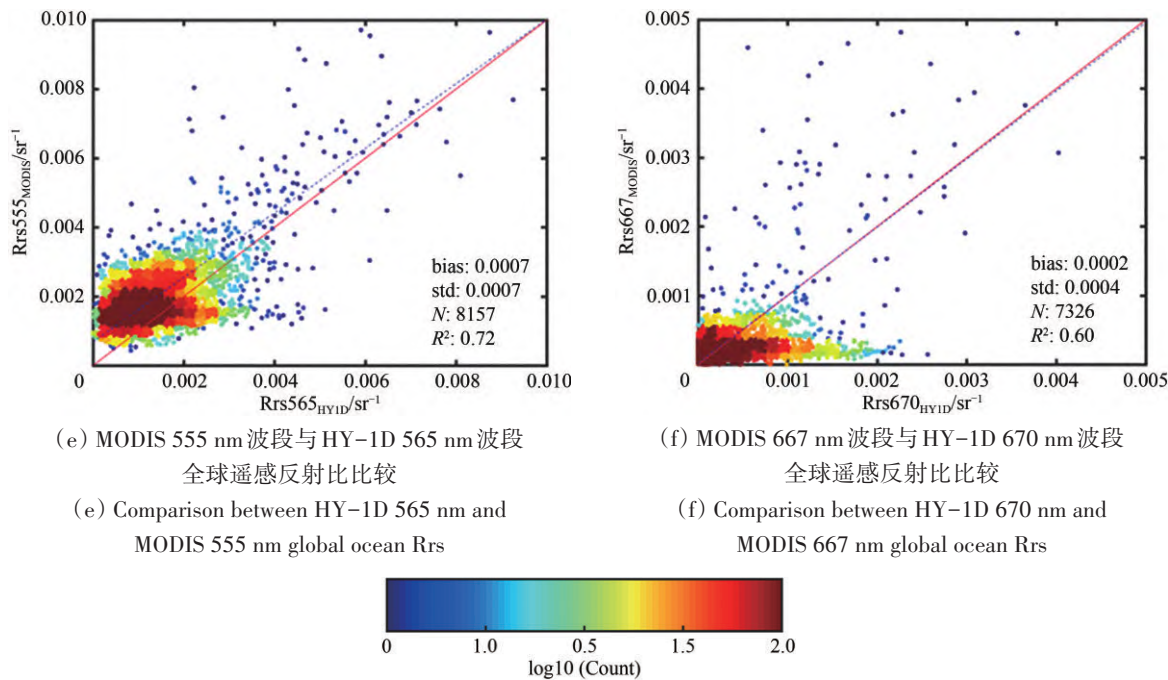 0.010
0.008
0.006
0.004
0.002
Rrs555MODIS/sr⁻¹
bias: 0.0007
std: 0.0007
N: 8157
R²: 0.72
0 0.002 0.004 0.006 0.008 0.010
Rrs565HY1D/sr⁻¹
(e) MODIS 555 nm波段与HY-1D 565 nm波段
全球遥感反射比比较
(e) Comparison between HY-1D 565 nm and
MODIS 555 nm global ocean Rrs
0.005
0.004
0.003
0.002
0.001
Rrs667MODIS/sr⁻¹
bias: 0.0002
std: 0.0004
N: 7326
R²: 0.60
0 0.001 0.002 0.003 0.004 0.005
Rrs670HY1D/sr⁻¹
(f) MODIS 667 nm波段与HY-1D 670 nm波段
全球遥感反射比比较
(f) Comparison between HY-1D 670 nm and
MODIS 667 nm global ocean Rrs
0 1.0 0.5 1.5 2.0
log10 (Count)